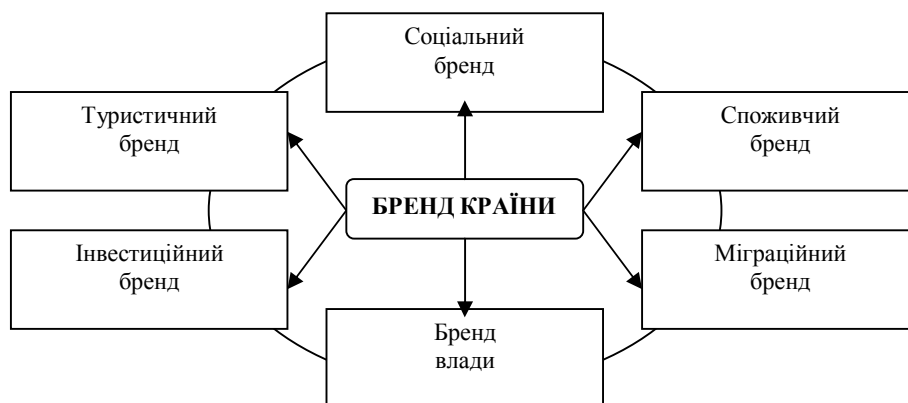 Соціальний
бренд
Туристичний
бренд
Споживчий
бренд
БРЕНД КРАЇНИ
Інвестиційний
бренд
Міграційний
бренд
Бренд
влади